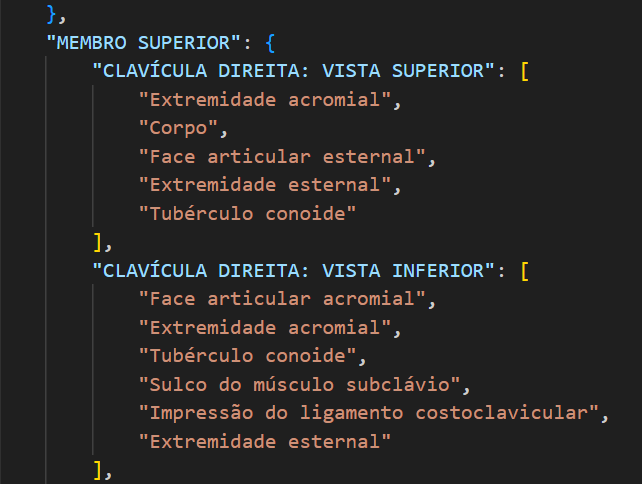 },
"MEMBRO SUPERIOR": {
"CLAVÍCULA DIREITA: VISTA SUPERIOR": [
"Extremidade acromial",
"Corpo",
"Face articular esternal",
"Extremidade esternal",
"Tubérculo conoide"
],
"CLAVÍCULA DIREITA: VISTA INFERIOR": [
"Face articular acromial",
"Extremidade acromial",
"Tubérculo conoide",
"Sulco do músculo subclávio",
"Impressão do ligamento costoclavicular",
"Extremidade esternal"
],